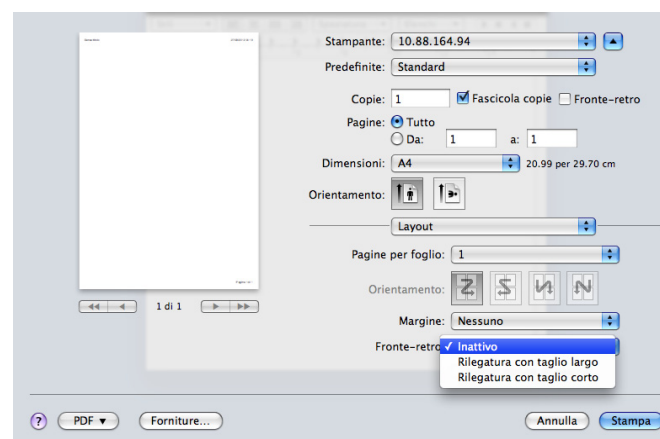 Stampante: 10.88.164.94
Predefinite: Standard
Copie: 1 Fascicola copie Fronte-retro
Pagine: Tutto
Da: 1 a: 1
Dimensioni: A4 20.99 per 29.70 cm
Orientamento:
Layout
Pagine per foglio: 1
Orientamento:
1 di 1
Margine: Nessuno
Fronte-retro ✓ Inattivo
Rilegatura con taglio largo
Rilegatura con taglio corto
? PDF ▼ Forniture... Annulla Stampa